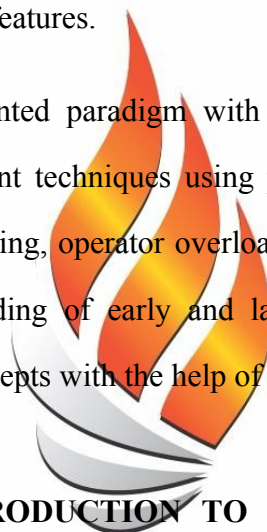 features.
nted paradigm with
nt techniques using
ing, operator overloa
ding of early and la
epts with the help of
RODUCTION TO